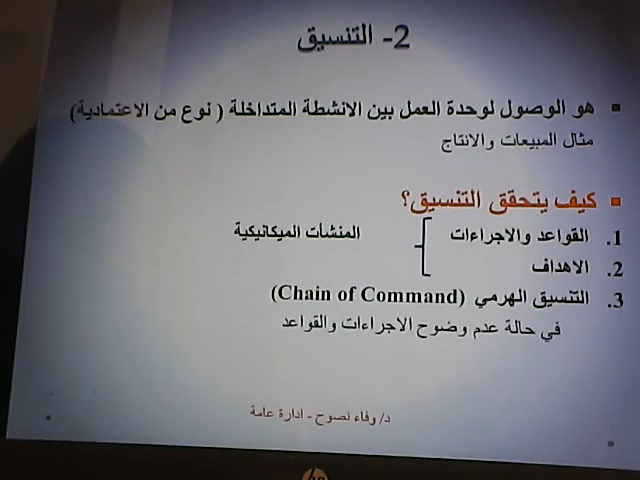 2- التنسيق
هو الوصول لوحدة العمل بين الانشطة المتداخلة ( نوع من الاعتمادية)
مثال المبيعات والانتاج
كيف يتحقق التنسيق؟
1. القواعد والاجراءات المنشآت الميكانيكية
2. الاهداف
3. التنسيق الهرمي (Chain of Command)
في حالة عدم وضوح الاجراءات والقواعد
د/ وفاء نصوح - ادارة عامة
hp